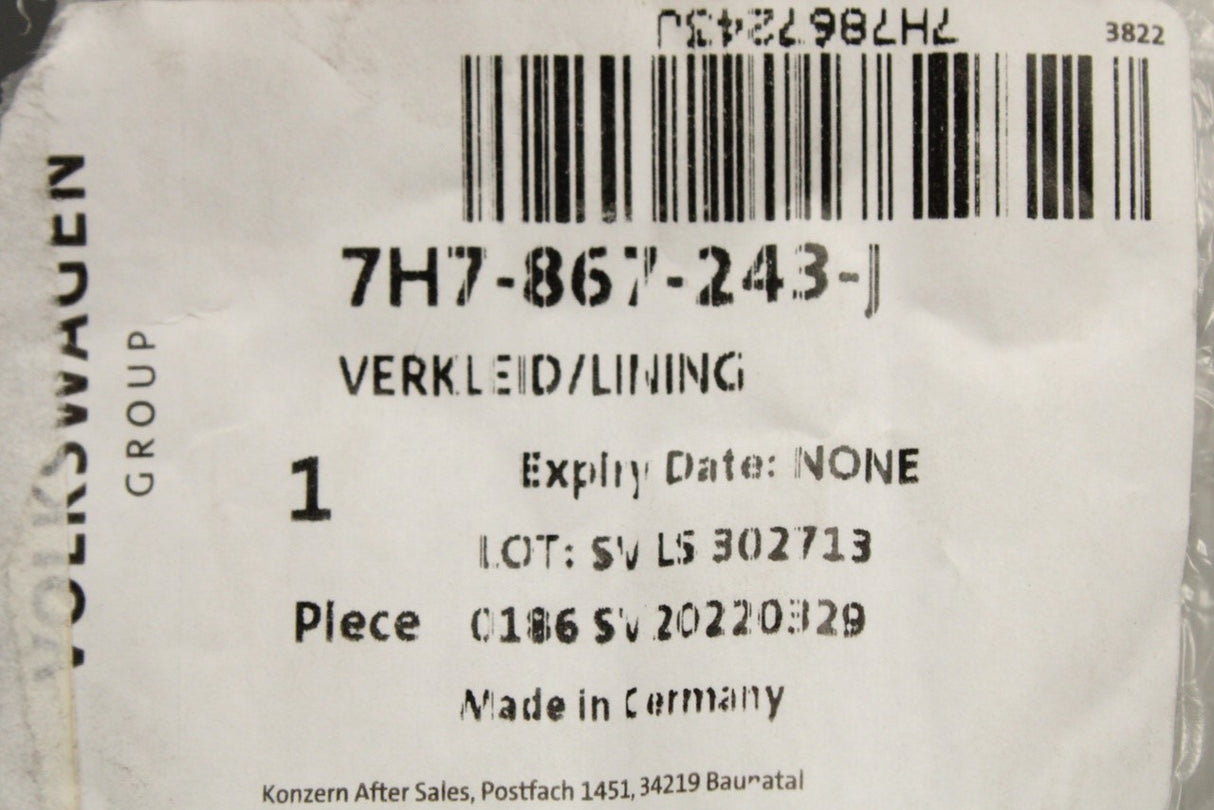 7H7867243J
3822
7H7-867-243-J
VERKLEID/LINING
1
Expiry Date: NONE
LOT: SV LS 302713
Piece 0186 SV 20220329
Made in Germany
Konzern After Sales, Postfach 1451, 34219 Baunatal
VOLKSWAGEN
GROUP